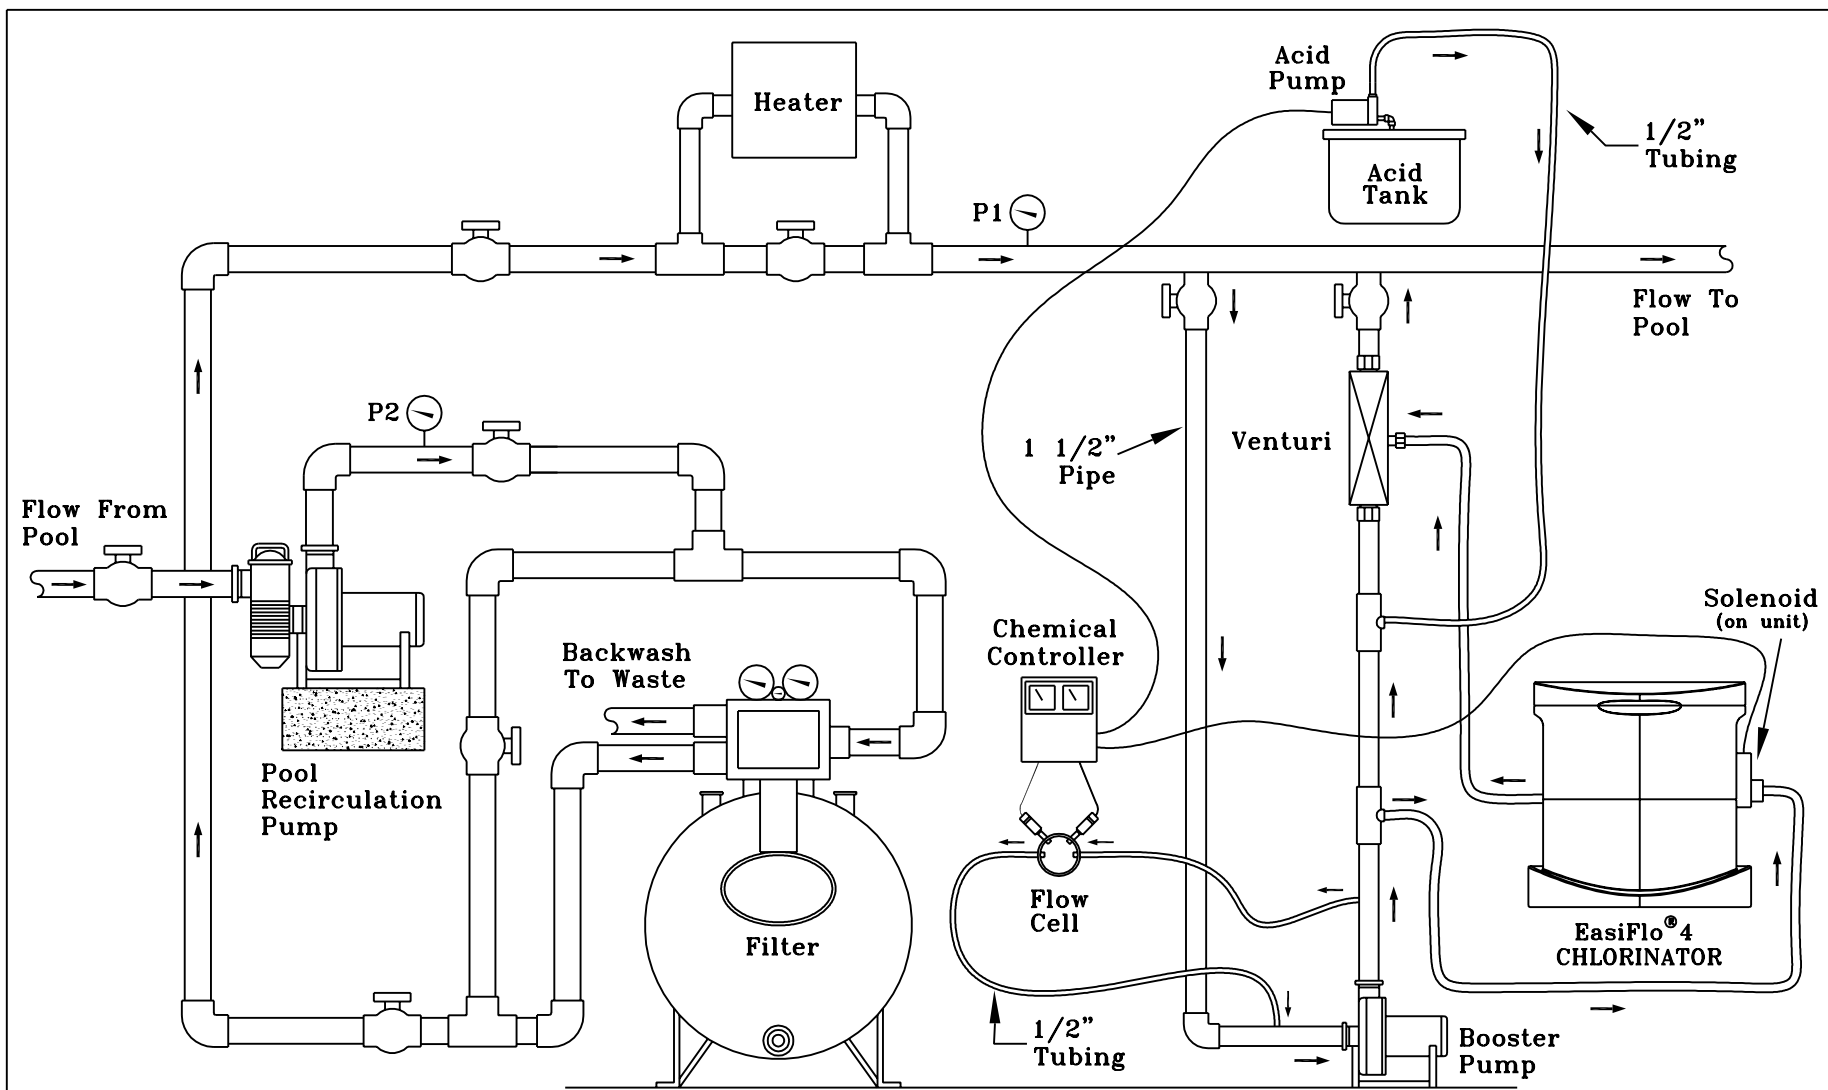 Heater
Acid
Pump
1/2"
Tubing
Acid
Tank
P1
Flow To
Pool
P2
1 1/2"
Pipe
Venturi
Flow From
Pool
Solenoid
(on unit)
Chemical
Controller
Backwash
To Waste
Pool
Recirculation
Pump
Flow
Cell
Filter
EasiFlo®4
CHLORINATOR
1/2"
Tubing
Booster
Pump